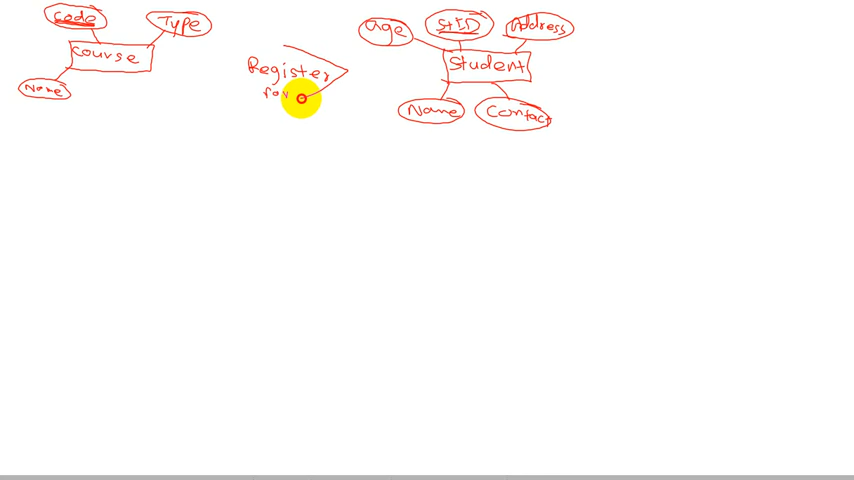 code
Type
course
Name
Register
for
age
StID
Address
Student
Name
Contact